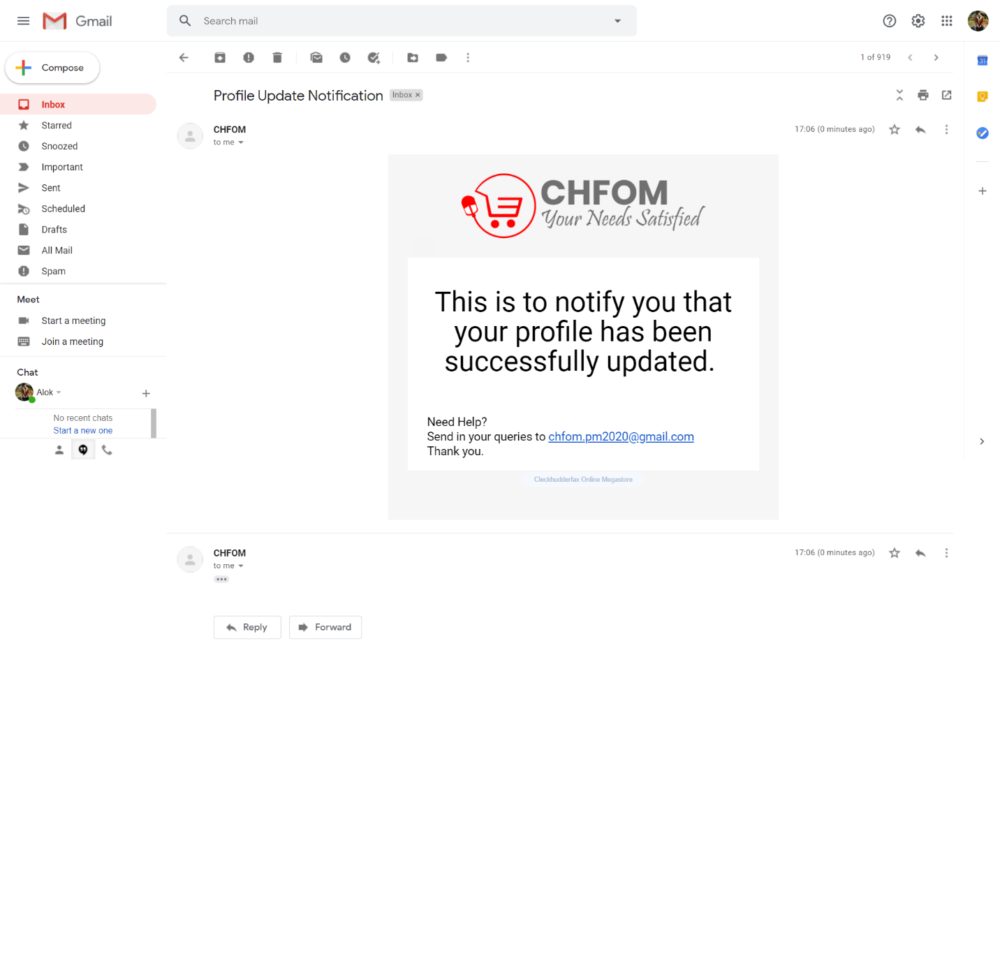 Gmail
Search mail
Compose
1 of 919
31
Inbox
Starred
Snoozed
Important
Sent
Scheduled
Drafts
All Mail
Spam
Meet
Start a meeting
Join a meeting
Chat
Alok
No recent chats
Start a new one
Profile Update Notification
Inbox ×
CHFOM
17:06 (0 minutes ago)
to me
CHFOM
Your Needs Satisfied
This is to notify you that
your profile has been
successfully updated.
Need Help?
Send in your queries to chfom.pm2020@gmail.com
Thank you.
Cleckhudderfax Online Megastore
CHFOM
17:06 (0 minutes ago)
to me
Reply
Forward